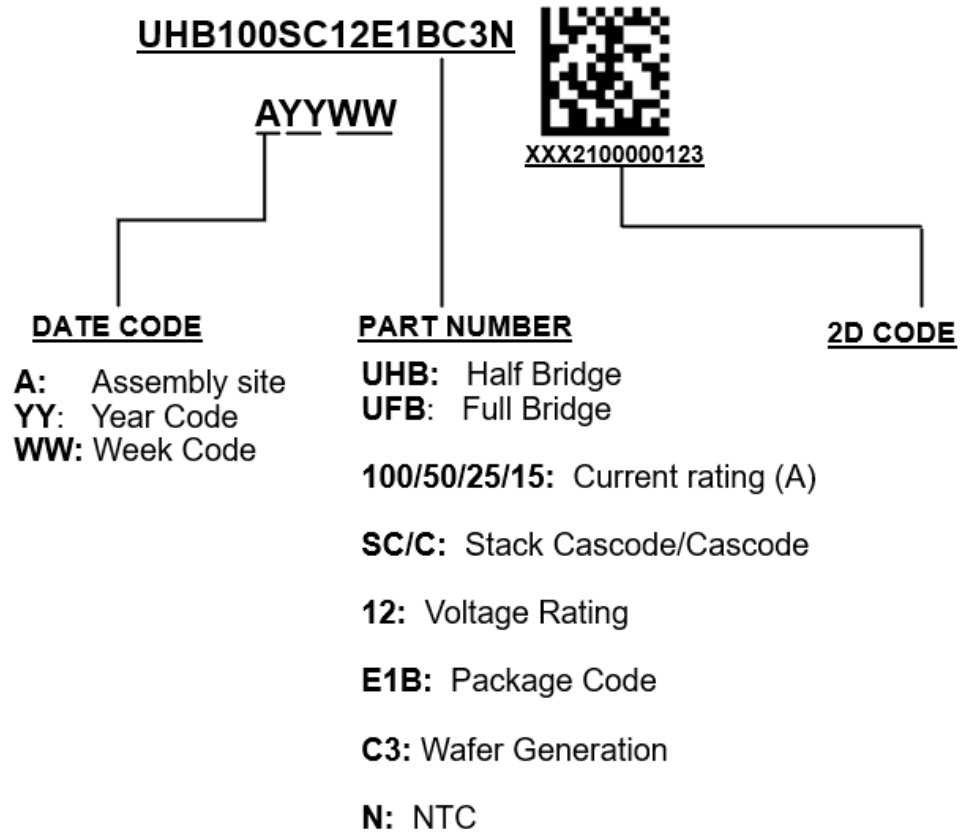 UHB100SC12E1BC3N
AYYWW
XXX2100000123
DATE CODE
A: Assembly site
YY: Year Code
WW: Week Code
PART NUMBER
UHB: Half Bridge
UFB: Full Bridge
100/50/25/15: Current rating (A)
SC/C: Stack Cascode/Cascode
12: Voltage Rating
E1B: Package Code
C3: Wafer Generation
N: NTC
2D CODE